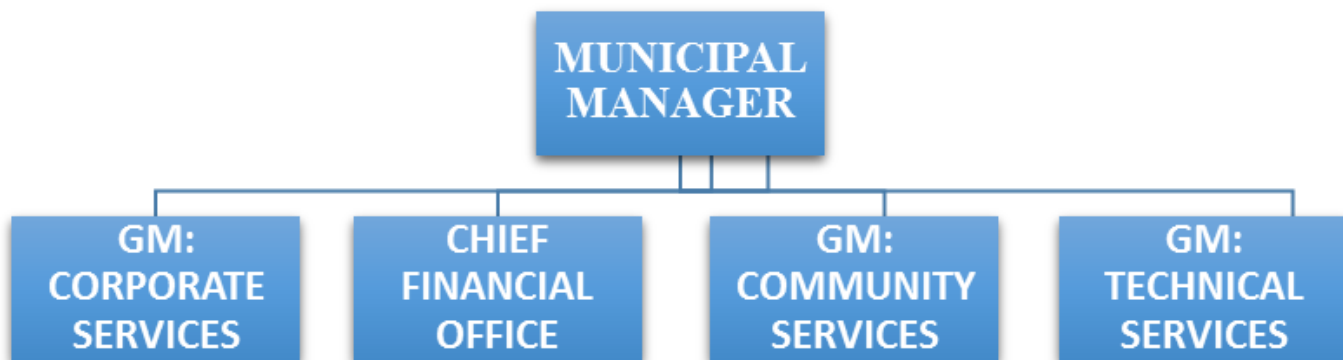 MUNICIPAL
MANAGER
GM:
CORPORATE
SERVICES
CHIEF
FINANCIAL
OFFICE
GM:
COMMUNITY
SERVICES
GM:
TECHNICAL
SERVICES